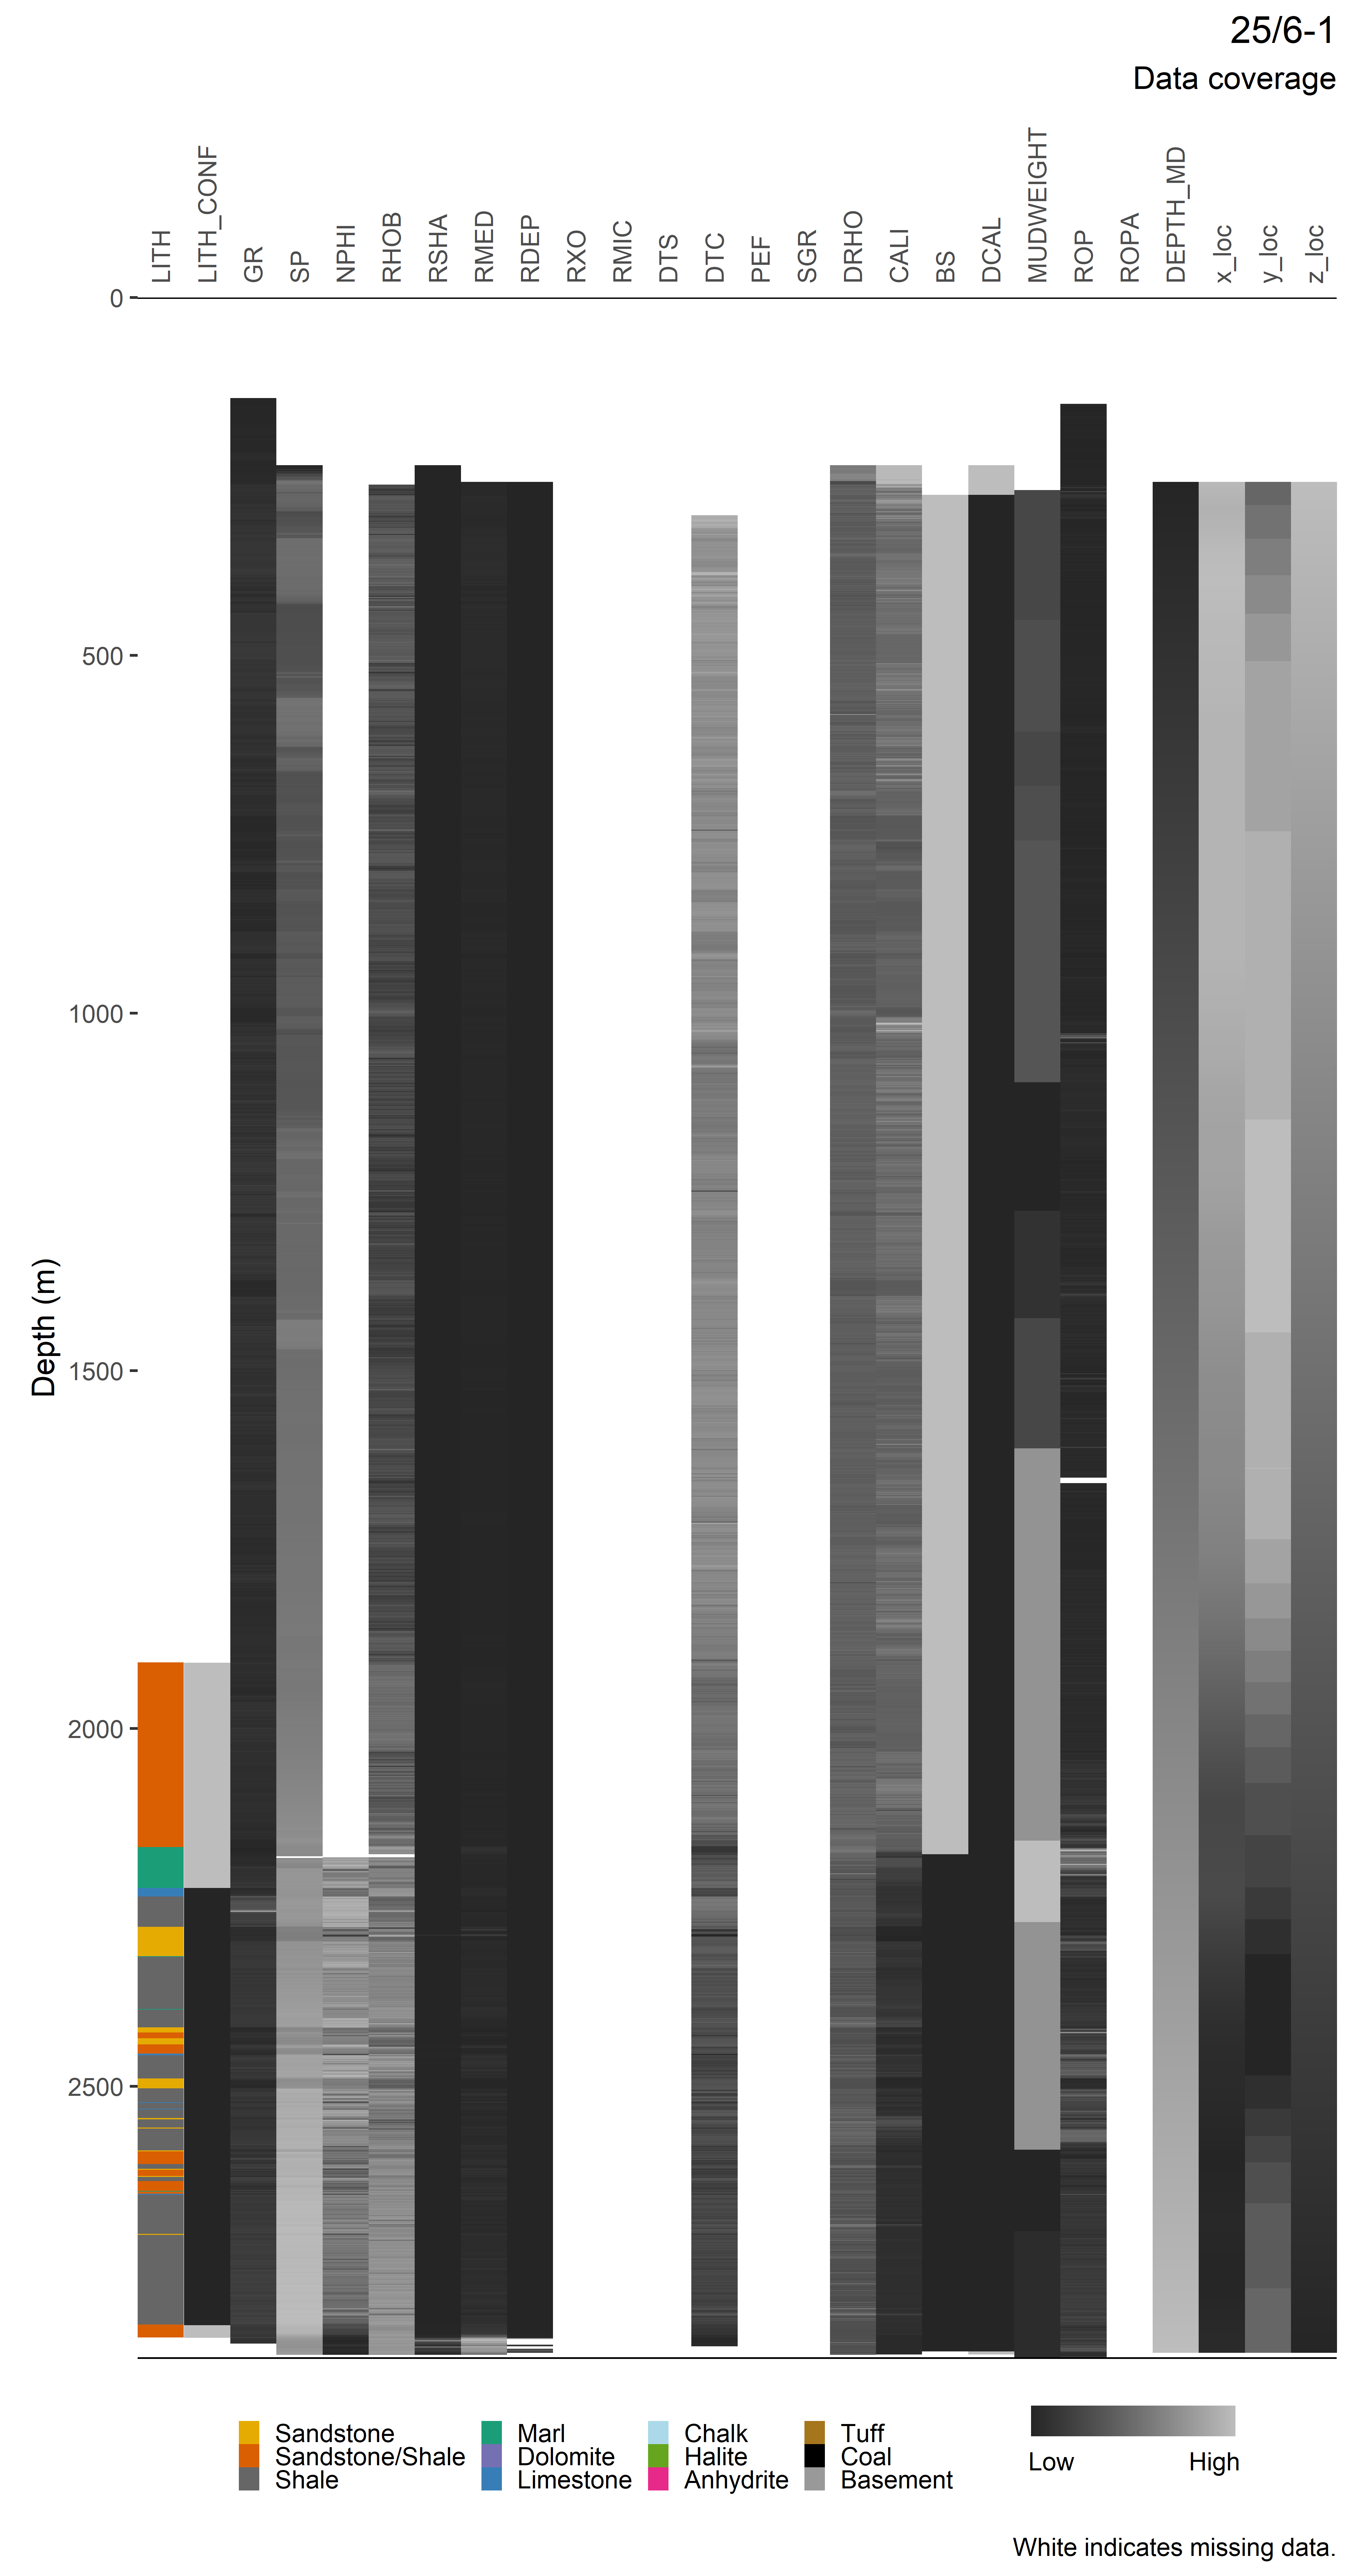 25/6-1
Data coverage
LITH
LITH_CONF
GR
SP
NPHI
RHOB
RSHA
RMED
RDEP
RXO
RMIC
DTS
DTC
PEF
SGR
DRHO
CALI
BS
DCAL
MUDWEIGHT
ROP
ROPA
DEPTH_MD
x_loc
y_loc
z_loc
0
500
1000
1500
2000
2500
Depth (m)
Sandstone
Sandstone/Shale
Shale
Marl
Dolomite
Limestone
Chalk
Halite
Anhydrite
Tuff
Coal
Basement
Low High
White indicates missing data.